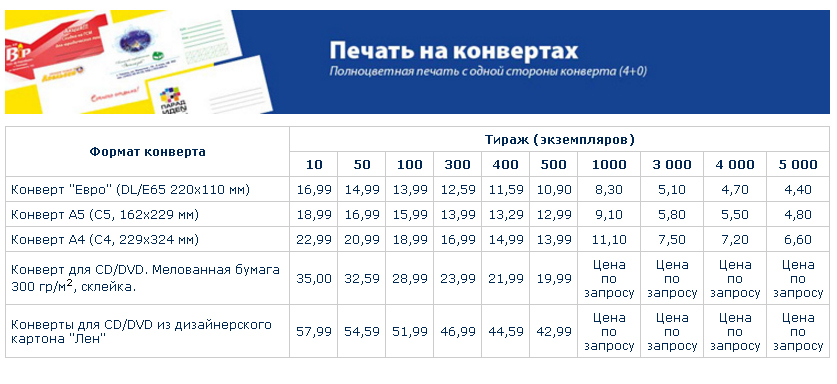 Печать на конвертах
Полноцветная печать с одной стороны конверта (4+0)
ПАРАД
ИДЕЙ
Формат конверта
Тираж (экземпляров)
10 50 100 300 400 500 1000 3 000 4 000 5 000
Конверт "Евро" (DL/E65 220x110 мм) 16,99 14,99 13,99 12,59 11,59 10,90 8,30 5,10 4,70 4,40
Конверт А5 (С5, 162х229 мм) 18,99 16,99 15,99 13,99 13,29 12,99 9,10 5,80 5,50 4,80
Конверт А4 (С4, 229х324 мм) 22,99 20,99 18,99 16,99 14,99 13,99 11,10 7,50 7,20 6,60
Конверт для CD/DVD. Мелованная бумага
300 гр/м², склейка.
35,00 32,59 28,99 23,99 21,99 19,99
Цена Цена Цена Цена
по по по по
запросу запросу запросу запросу
Конверты для CD/DVD из дизайнерского
картона "Лен"
57,99 54,59 51,99 46,99 44,59 42,99
Цена Цена Цена Цена
по по по по
запросу запросу запросу запросу